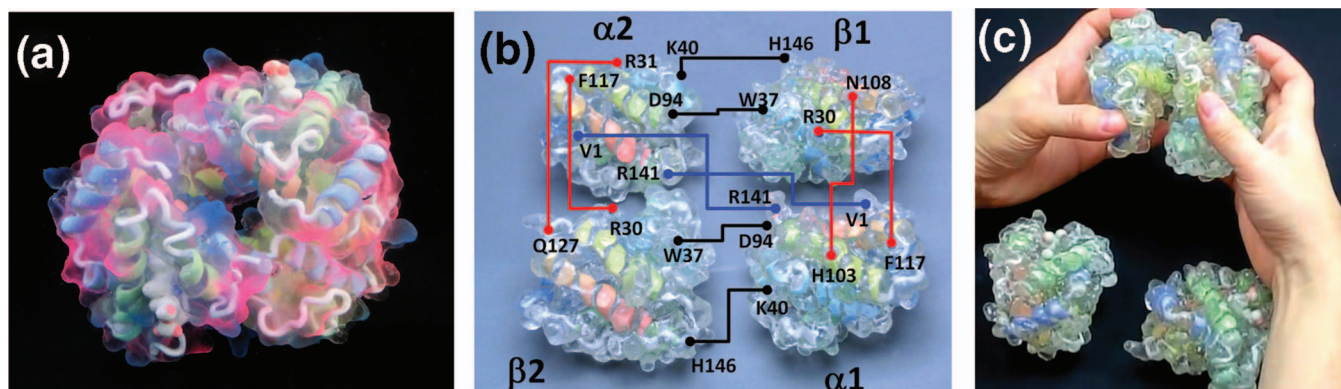 (a)
(b)
α2
β1
K40
H146
R31
F117
N108
D94
W37
R30
V1
R141
R141
V1
R30
Q127
W37
D94
H103
F117
K40
H146
β2
α1
(c)